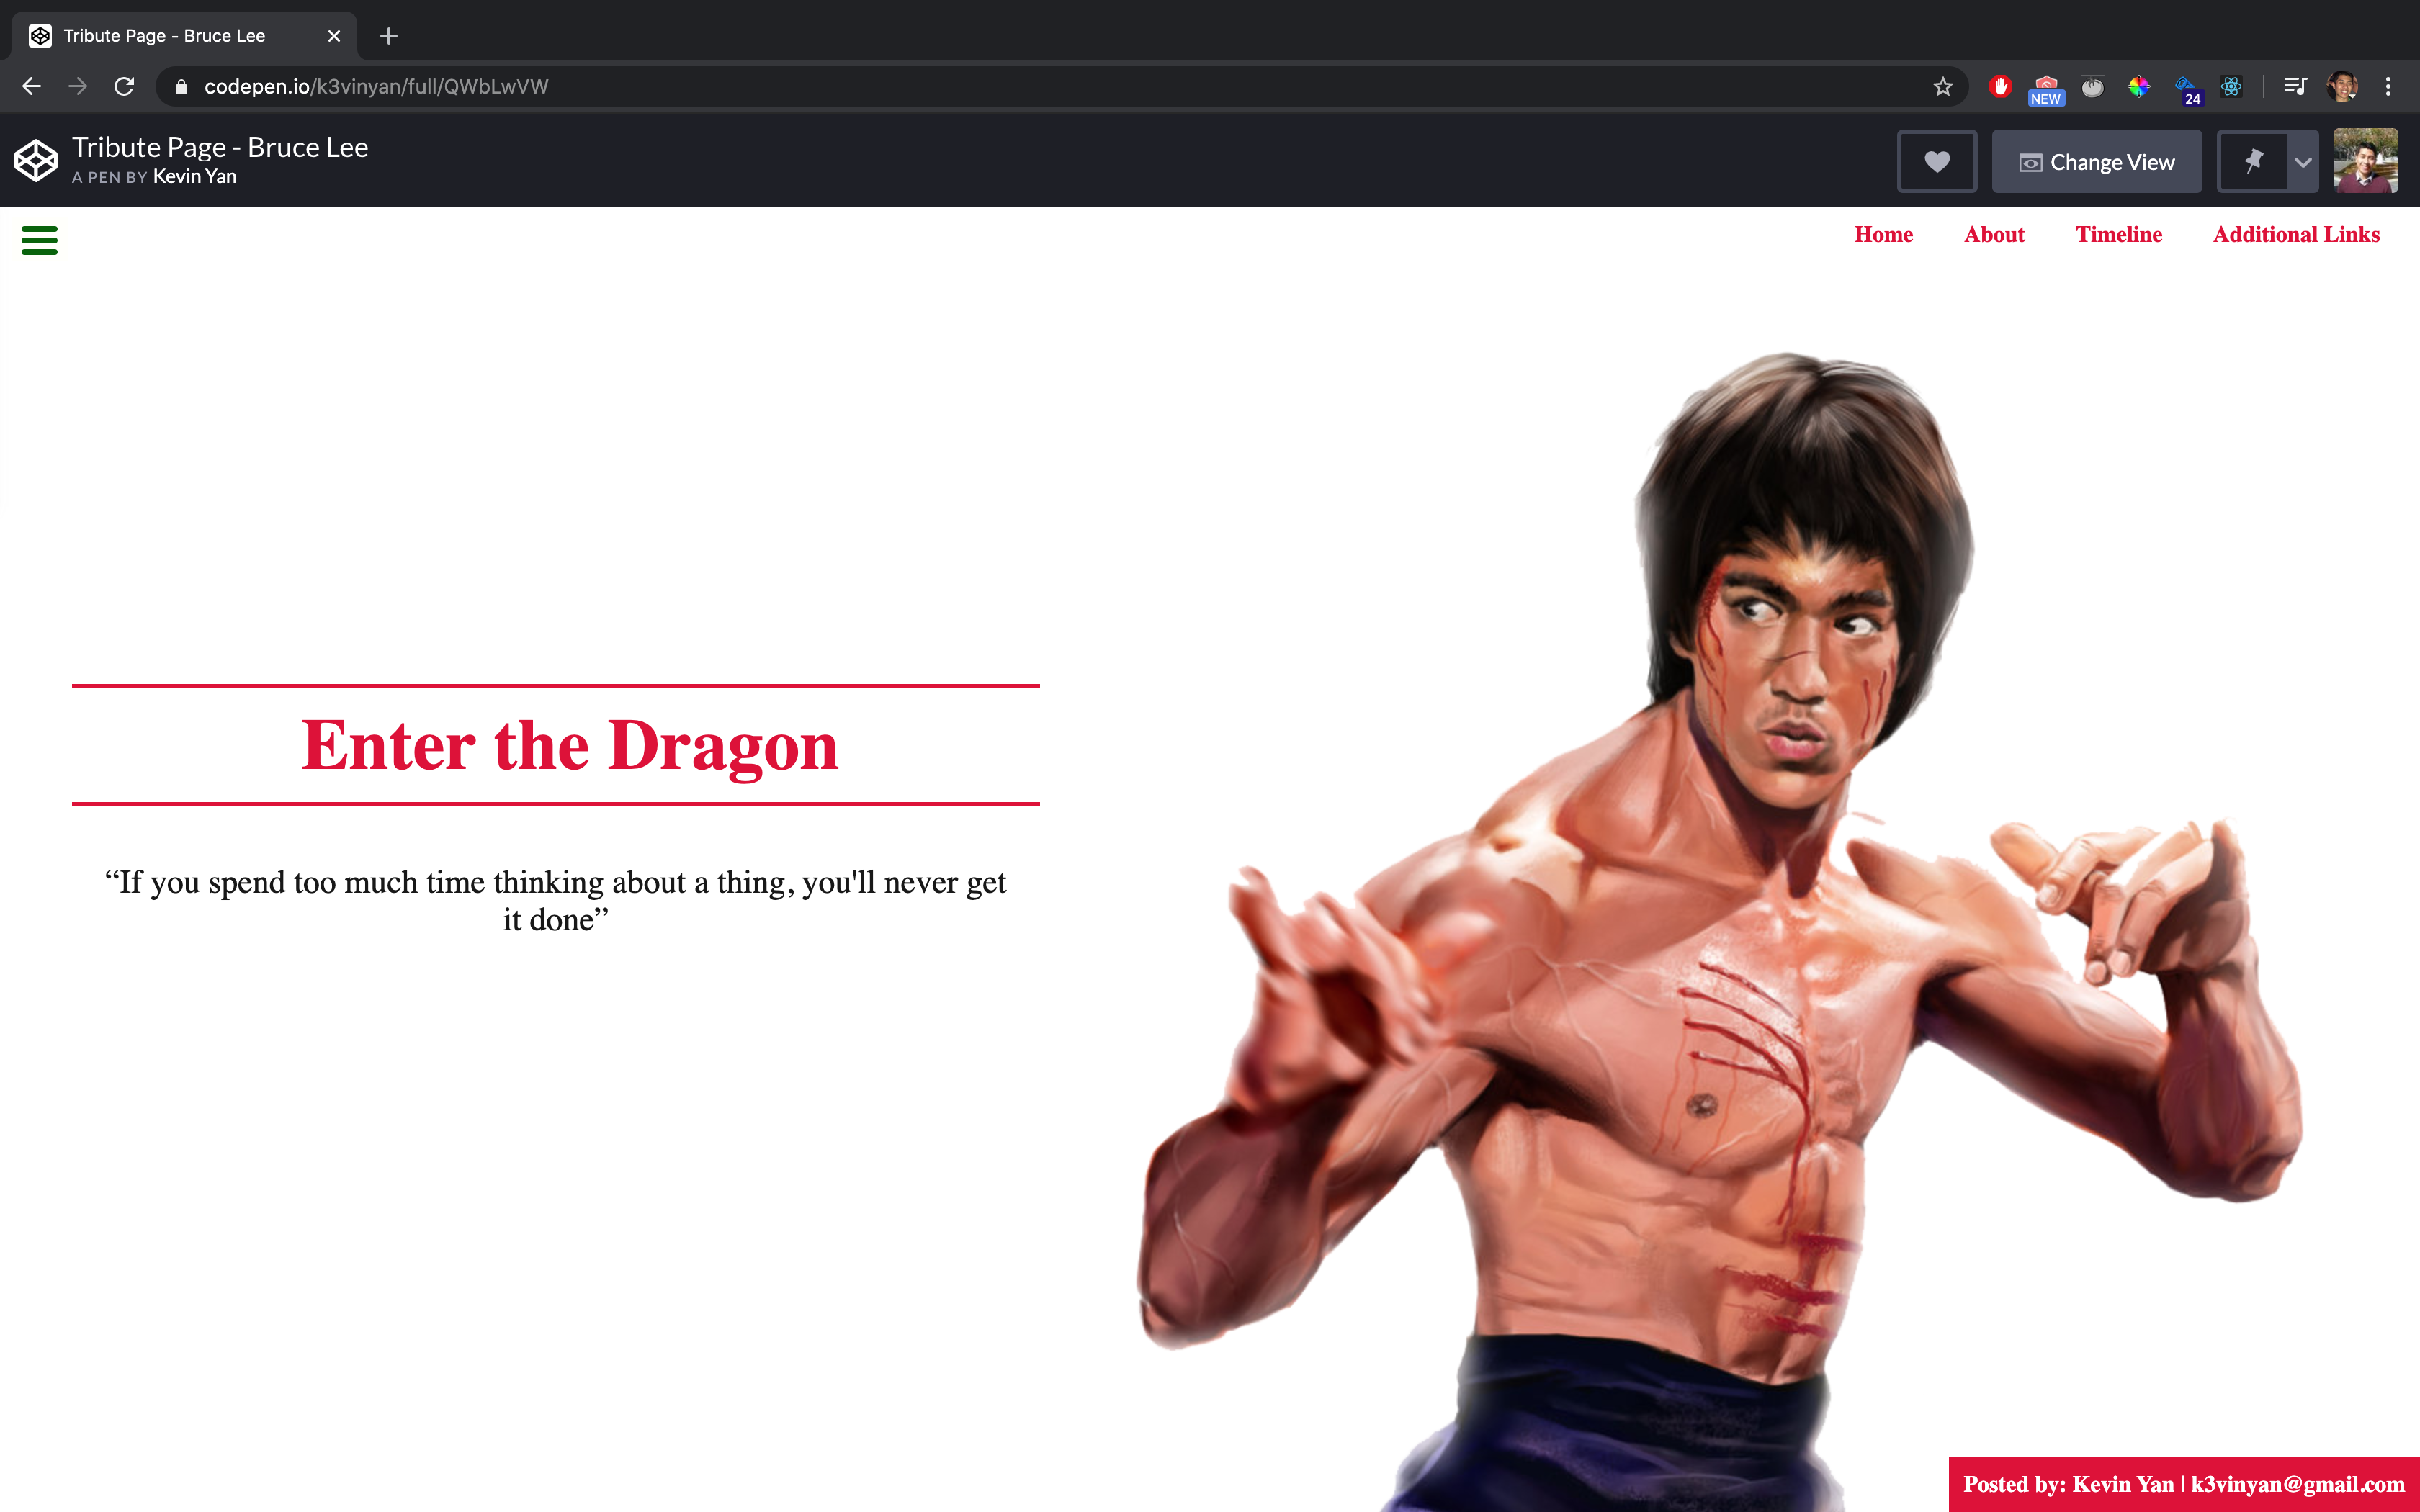 Tribute Page - Bruce Lee
codepen.io/k3vinyan/full/QWbLwVW
NEW
24
Tribute Page - Bruce Lee
A PEN BY Kevin Yan
Change View
Home About Timeline Additional Links
Enter the Dragon
“If you spend too much time thinking about a thing, you'll never get
it done”
Posted by: Kevin Yan | k3vinyan@gmail.com